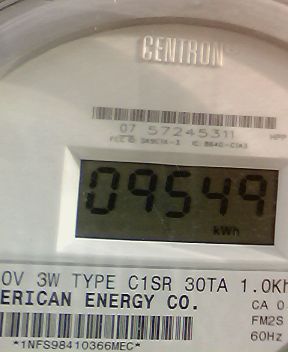 CENTRON®
07 57245311
09549
kWh
0V 3W TYPE C1SR 30TA 1.0Kh
ERICAN ENERGY CO.
CA 0
FM2S
60Hz
*1NFS98410366MEC*